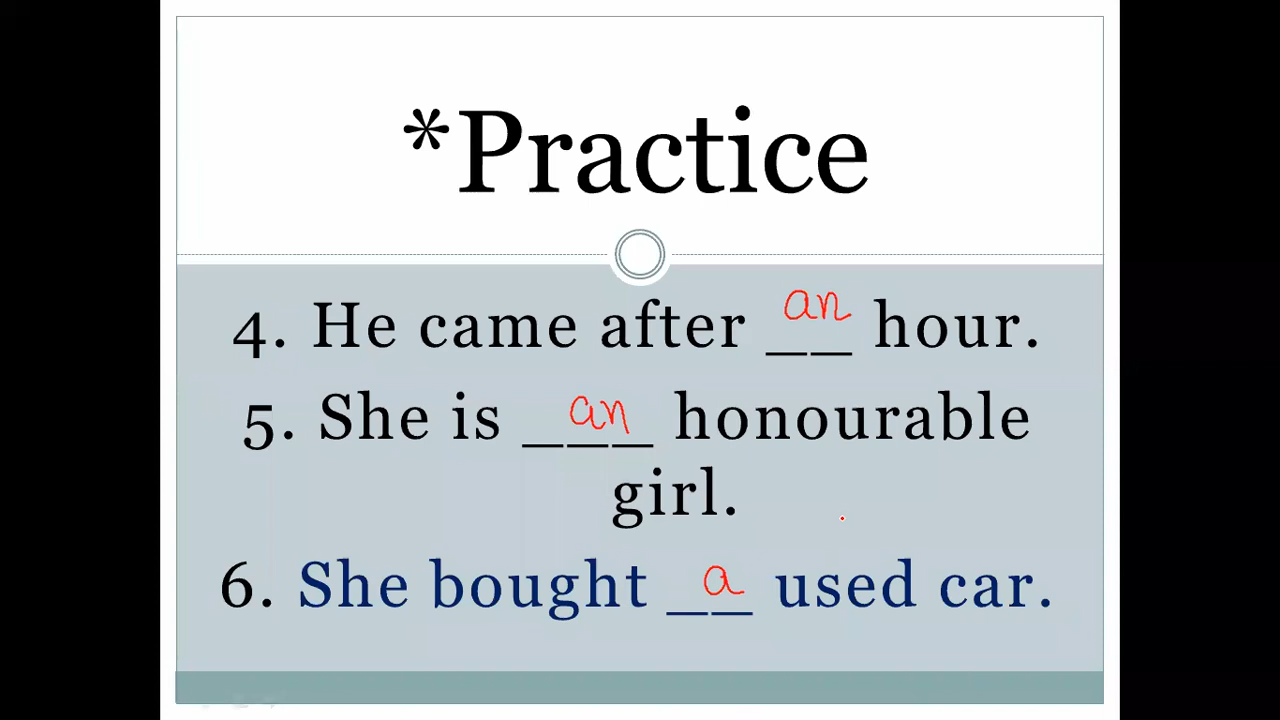 *Practice
4. He came after __ an hour.
5. She is ___ an honourable
girl.
6. She bought __ a used car.